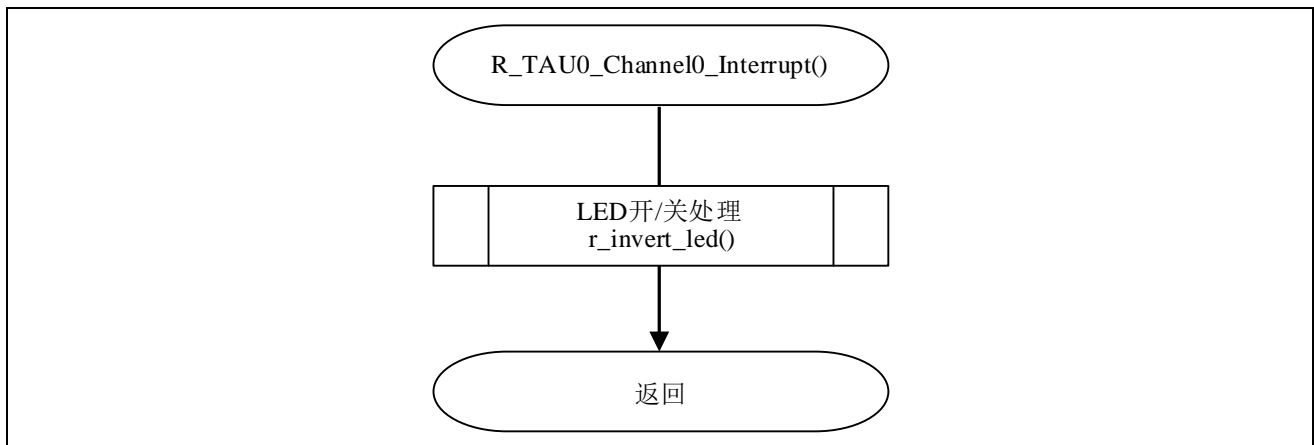 R_TAU0_Channel0_Interrupt()
LED开/关处理
r_invert_led()
返回